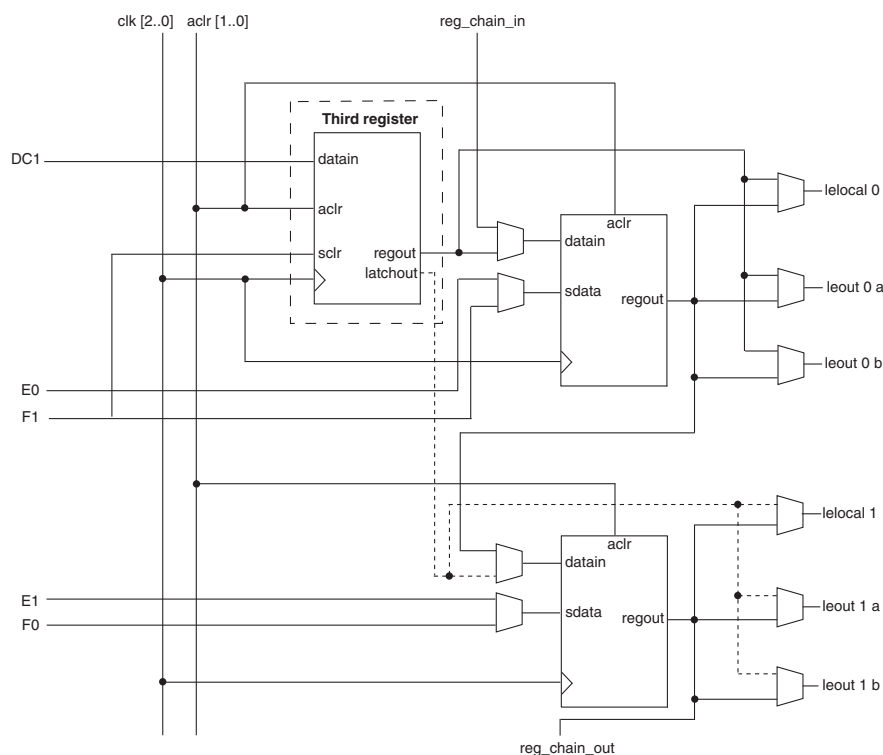 clk [2..0] aclr [1..0] reg_chain_in
Third register
DC1
datain
aclr
sclr
regout
latchout
aclr
datain
sdata
regout
lelocal 0
leout 0 a
leout 0 b
E0
F1
aclr
datain
sdata
regout
lelocal 1
leout 1 a
leout 1 b
E1
F0
reg_chain_out